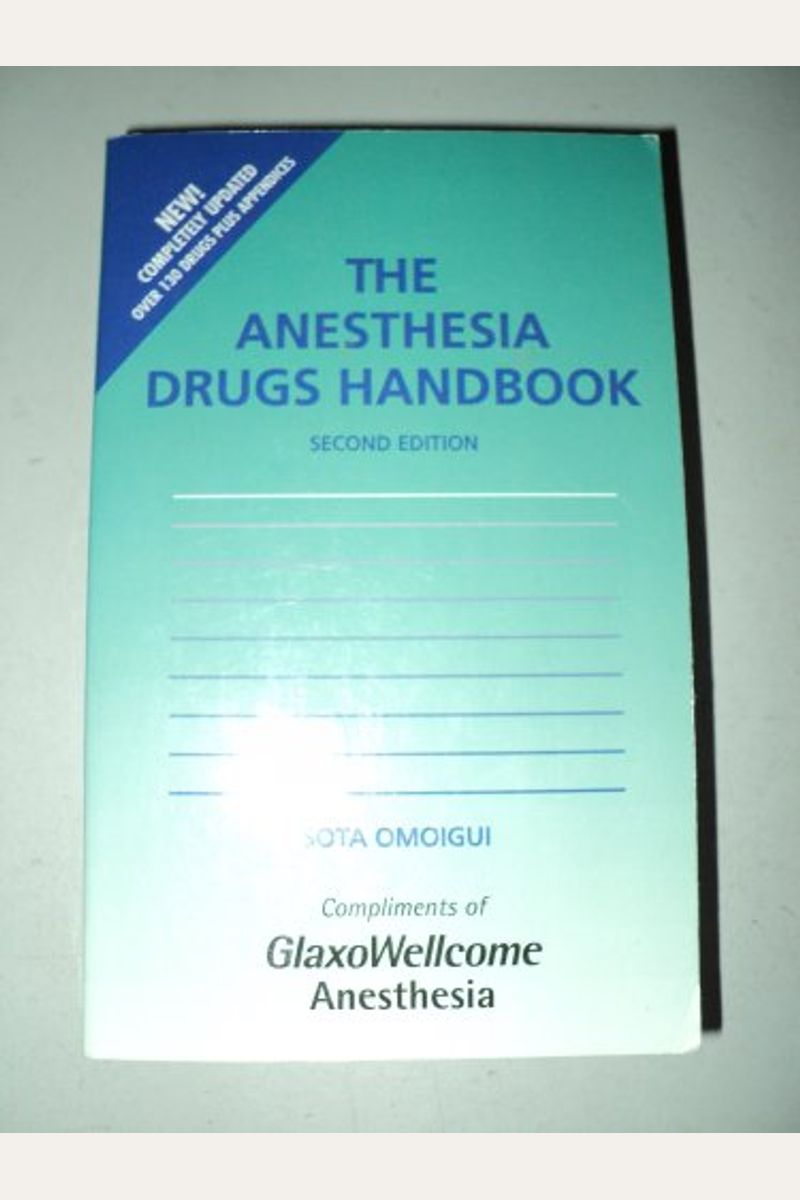 NEW!
COMPLETELY UPDATED
OVER 130 DRUGS PLUS APPENDICES
THE
ANESTHESIA
DRUGS HANDBOOK
SECOND EDITION
SOTA OMOIGUI
Compliments of
GlaxoWellcome
Anesthesia